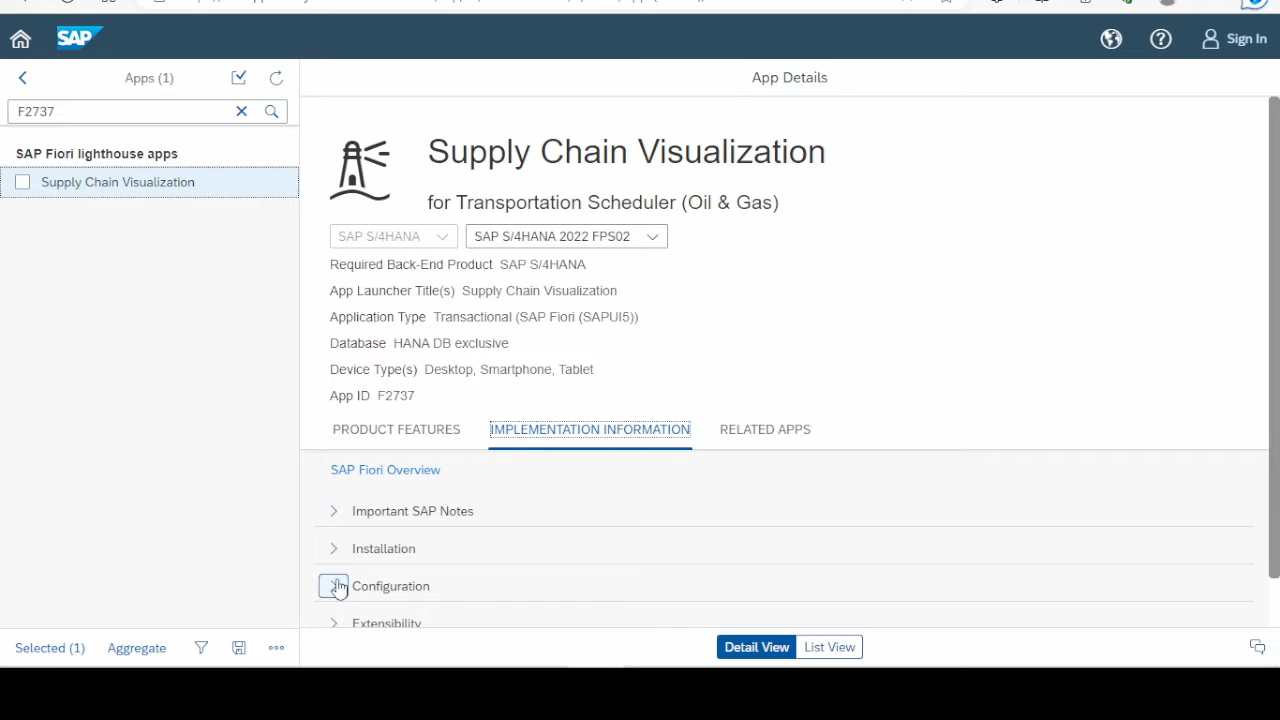 SAP
Sign In
Apps (1)
App Details
F2737
SAP Fiori lighthouse apps
Supply Chain Visualization
Supply Chain Visualization
for Transportation Scheduler (Oil & Gas)
SAP S/4HANA
SAP S/4HANA 2022 FPS02
Required Back-End Product SAP S/4HANA
App Launcher Title(s) Supply Chain Visualization
Application Type Transactional (SAP Fiori (SAPUI5))
Database HANA DB exclusive
Device Type(s) Desktop, Smartphone, Tablet
App ID F2737
PRODUCT FEATURES
IMPLEMENTATION INFORMATION
RELATED APPS
SAP Fiori Overview
Important SAP Notes
Installation
Configuration
Extensibility
Selected (1)
Aggregate
Detail View
List View